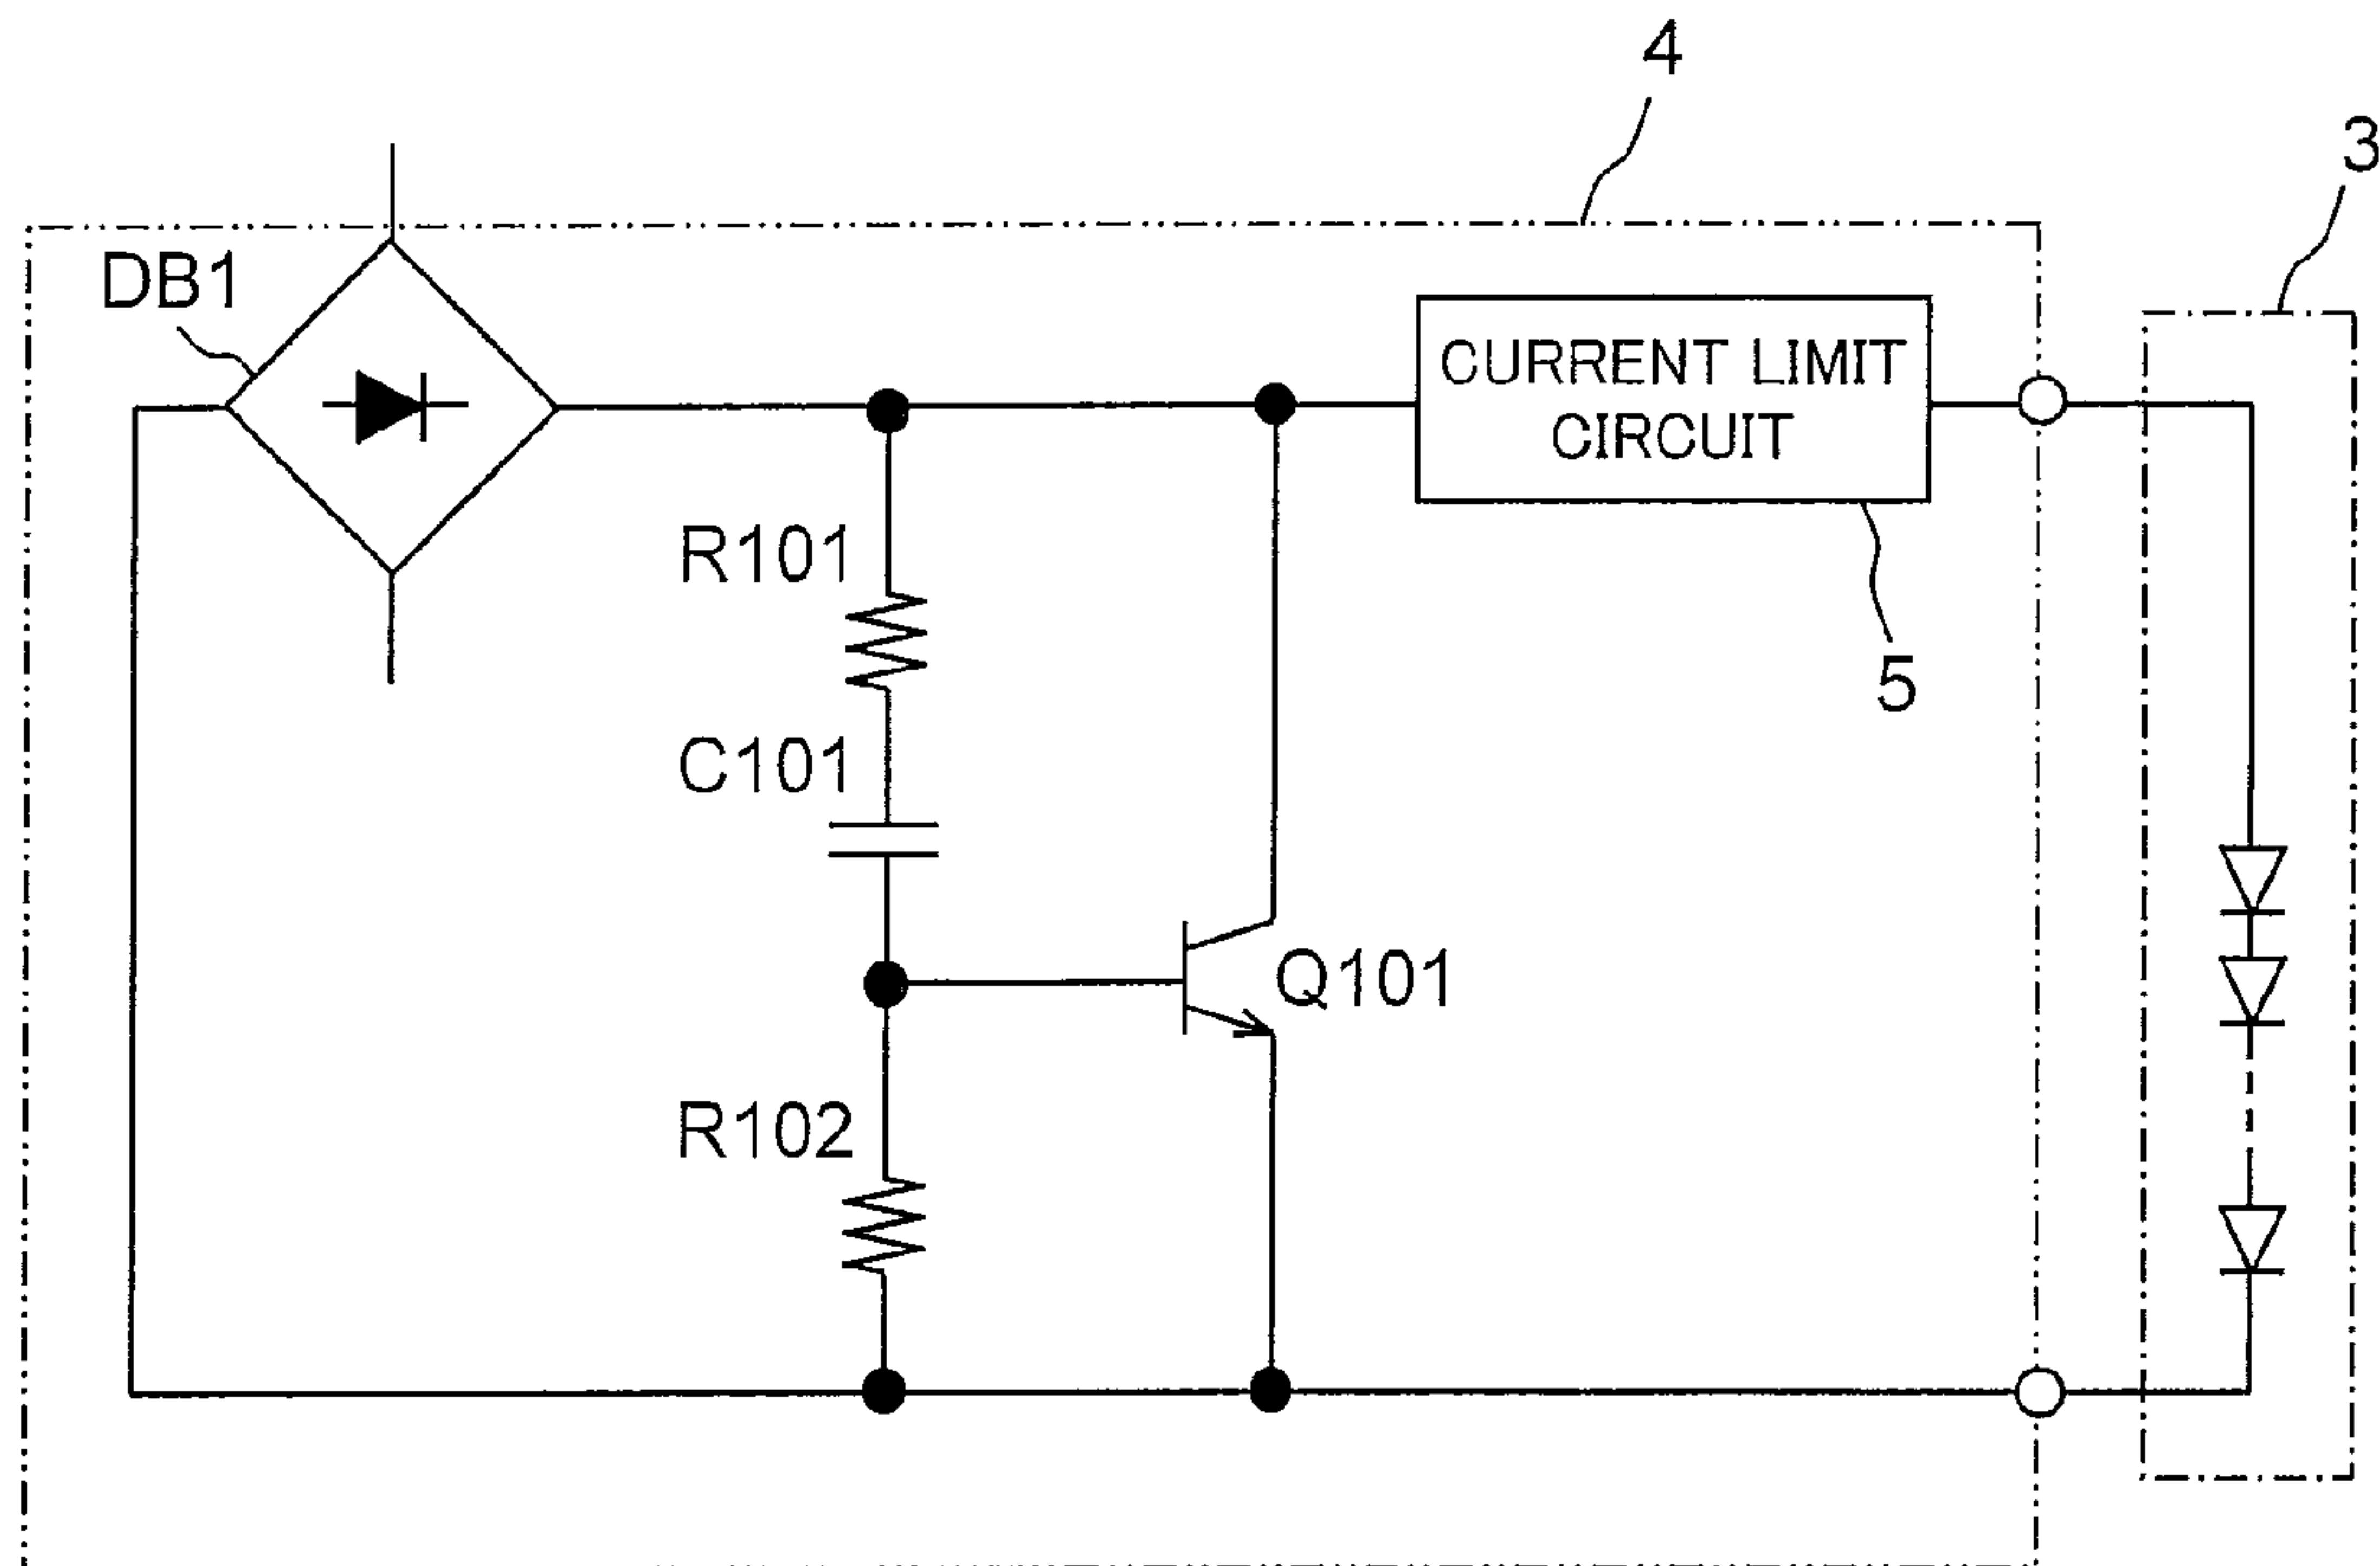 4
3
DB1
CURRENT LIMIT
CIRCUIT
R101
5
C101
Q101
R102